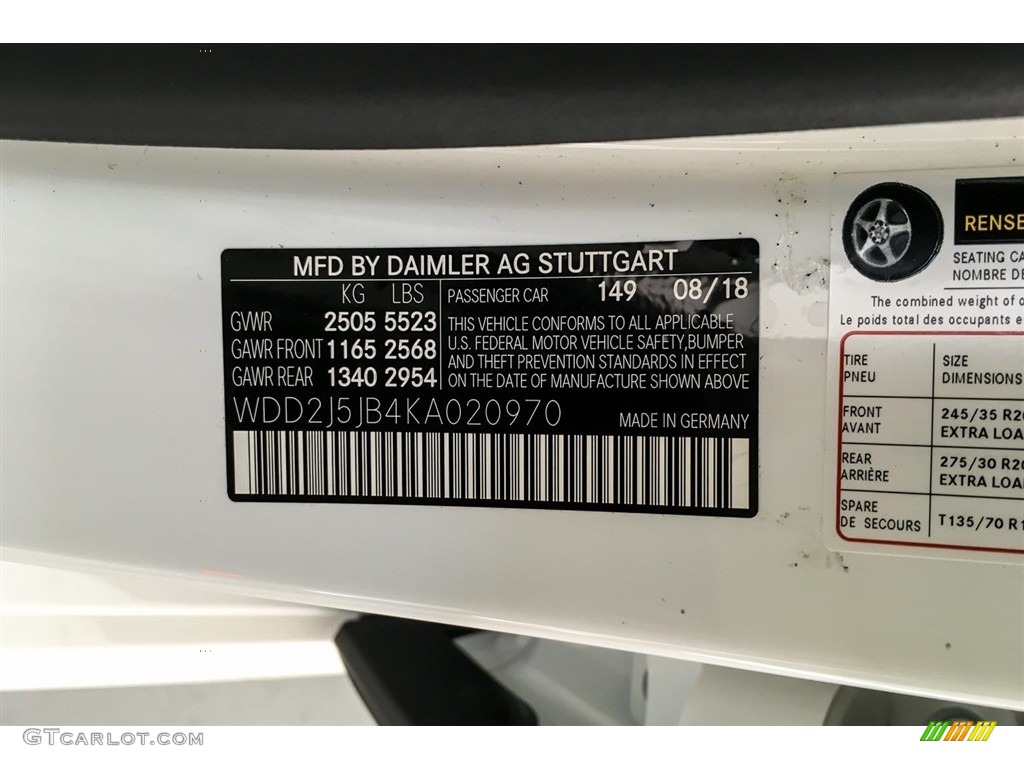 MFD BY DAIMLER AG STUTTGART
KG LBS
GVWR 2505 5523
GAWR FRONT 1165 2568
GAWR REAR 1340 2954
PASSENGER CAR 149 08/18
THIS VEHICLE CONFORMS TO ALL APPLICABLE
U.S. FEDERAL MOTOR VEHICLE SAFETY,BUMPER
AND THEFT PREVENTION STANDARDS IN EFFECT
ON THE DATE OF MANUFACTURE SHOWN ABOVE
WDD2J5JB4KA020970 MADE IN GERMANY
RENSE
SEATING CA
NOMBRE DE
The combined weight of o
Le poids total des occupants e
TIRE
PNEU
SIZE
DIMENSIONS
FRONT
AVANT
245/35 R20
EXTRA LOA
REAR
ARRIÈRE
275/30 R20
EXTRA LOA
SPARE
DE SECOURS
T135/70 R1
GTCARLOT.COM